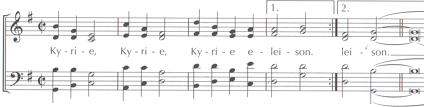 1. 2.
Ky-ri-e, Ky-ri-e, Ky-ri-e e-lei-son. lei-son.